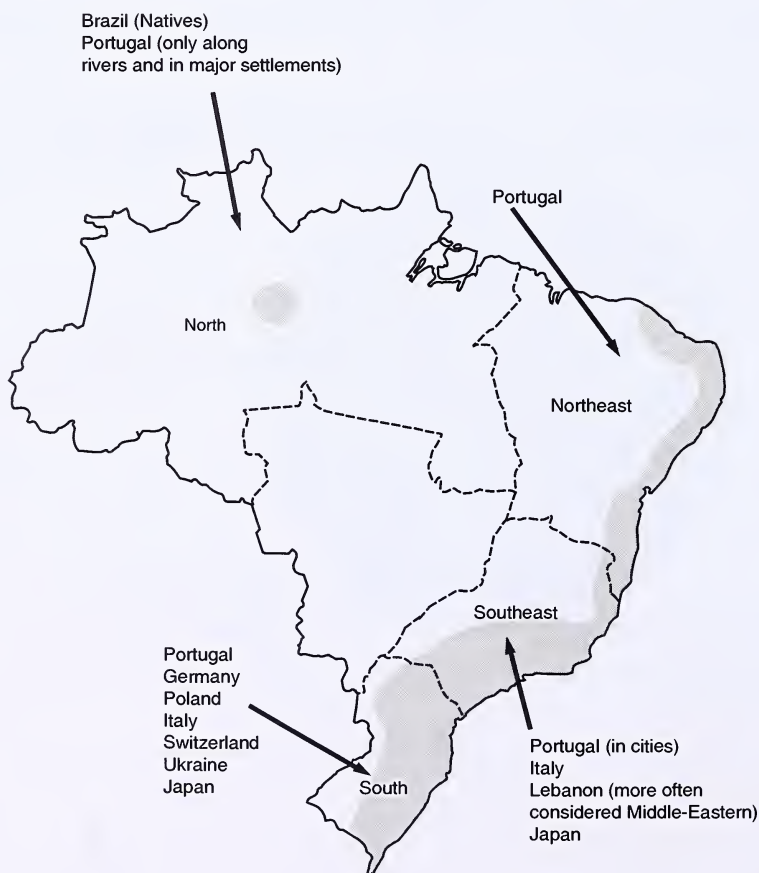 Brazil (Natives)
Portugal (only along
rivers and in major settlements)
Portugal
North
Northeast
Southeast
Portugal
Germany
Poland
Italy
Switzerland
Ukraine
Japan
South
Portugal (in cities)
Italy
Lebanon (more often
considered Middle-Eastern)
Japan